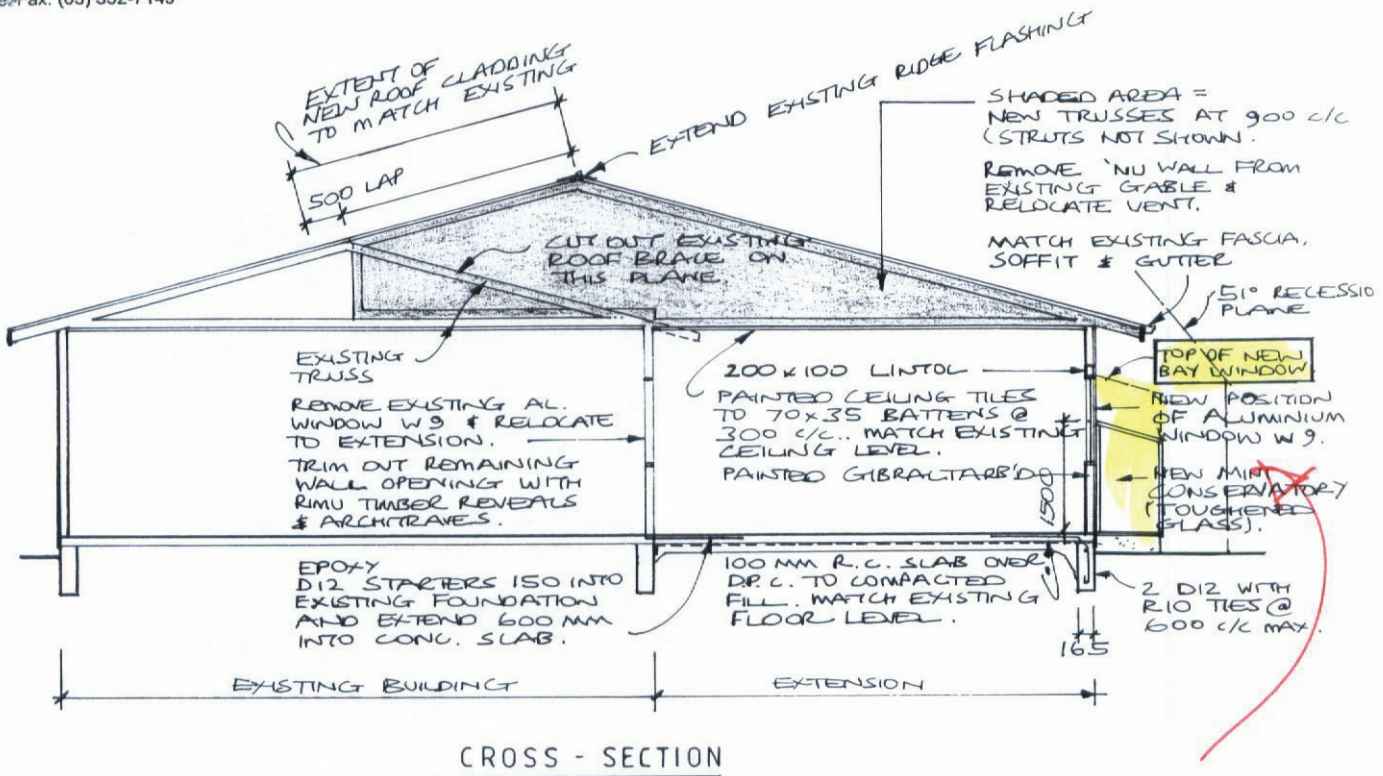 Fax: (03) 352-7149
EXTENT OF
NEW ROOF CLADDING
TO MATCH EXISTING
500 LAP
EXTEND EXISTING RIDGE FLASHING
SHADED AREA =
NEW TRUSSES AT 900 c/c
(STRUTS NOT SHOWN.
REMOVE 'NU WALL FROM
EXISTING GABLE &
RELOCATE VENT.
MATCH EXISTING FASCIA,
SOFFIT & GUTTER
51° RECESSIO
PLANE
CUT OUT EXISTING
ROOF BRACE ON
THIS PLANE.
EXISTING
TRUSS
REMOVE EXISTING AL.
WINDOW W9 & RELOCATE
TO EXTENSION.
TRIM OUT REMAINING
WALL OPENING WITH
RIMU TIMBER REVEALS
& ARCHITRAVES.
200 x 100 LINTOL
PAINTED CEILING TILES
TO 70x35 BATTENS @
300 c/c.. MATCH EXISTING
CEILING LEVEL.
PAINTED GIBRALTARB'D
1500
TOP OF NEW
BAY WINDOW
NEW POSITION
OF ALUMINIUM
WINDOW W9.
NEW MINI
CONSERVATORY
(TOUGHENED
GLASS).
EPOXY
D12 STARTERS 150 INTO
EXISTING FOUNDATION
AND EXTEND 600 MM
INTO CONC. SLAB.
100 MM R.C. SLAB OVER
D.P.C. TO COMPACTED
FILL. MATCH EXISTING
FLOOR LEVEL.
2 D12 WITH
R10 TIES @
600 c/c MAX.
165
EXISTING BUILDING
EXTENSION
CROSS - SECTION